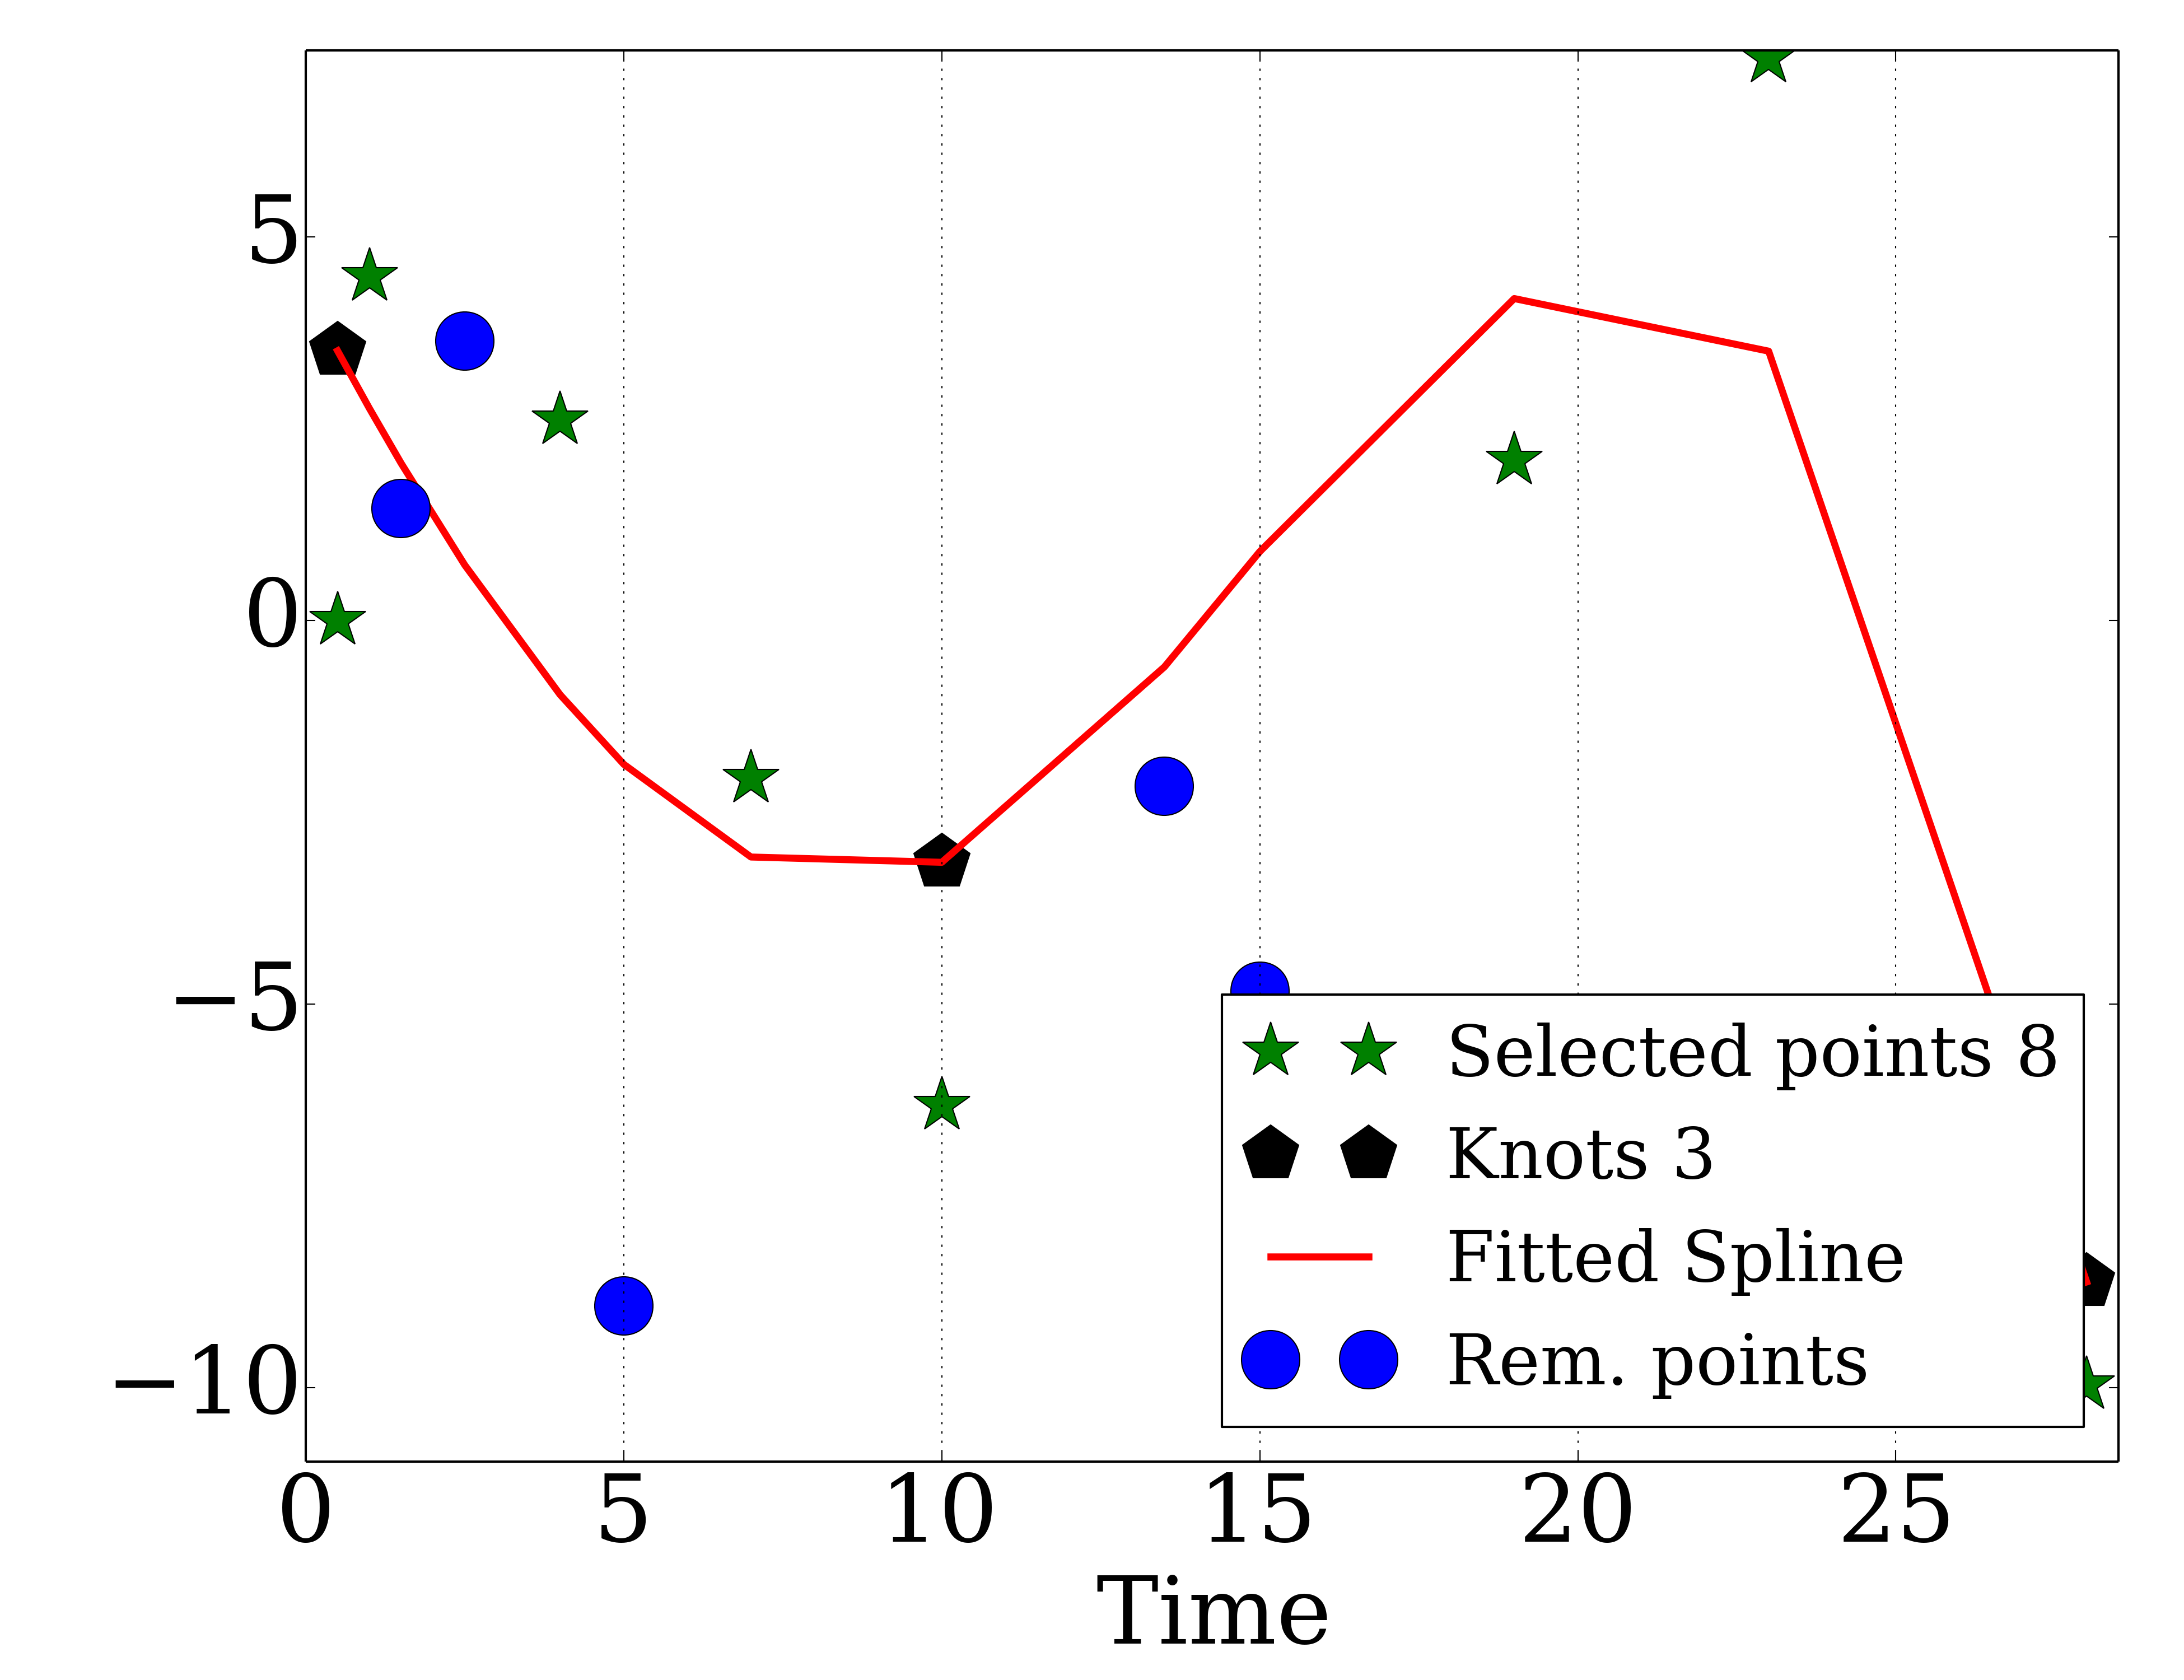 5
0
−5
−10
0 5 10 15 20 25
Time
Selected points 8
Knots 3
Fitted Spline
Rem. points